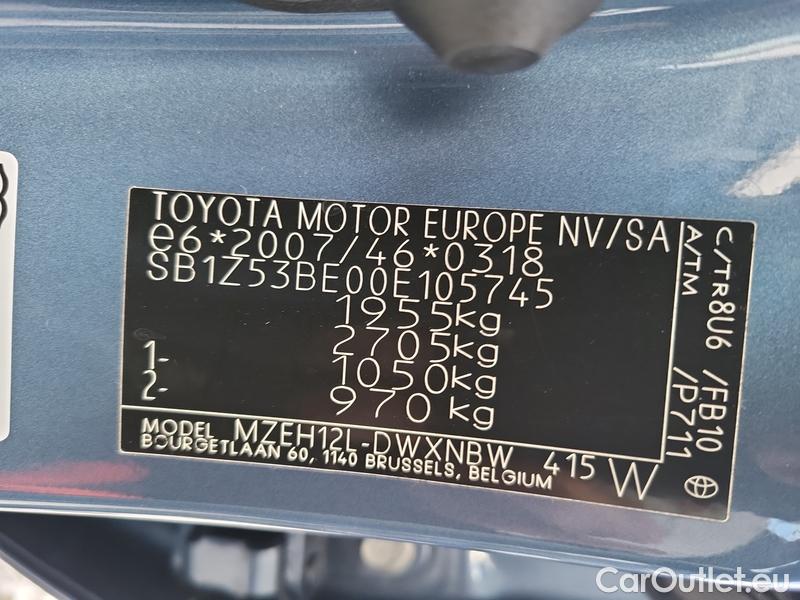 TOYOTA MOTOR EUROPE NV/SA
e6*2007/46*0318
SB1Z53BE00E105745
1955kg
2705kg
1- 1050kg
2- 970 kg
MODEL MZEH12L-DWXNBW 415 W
BOURGETLAAN 60, 1140 BRUSSELS, BELGIUM
C/TR8U6 /FB10
A/TM /P711
CarOutlet.eu